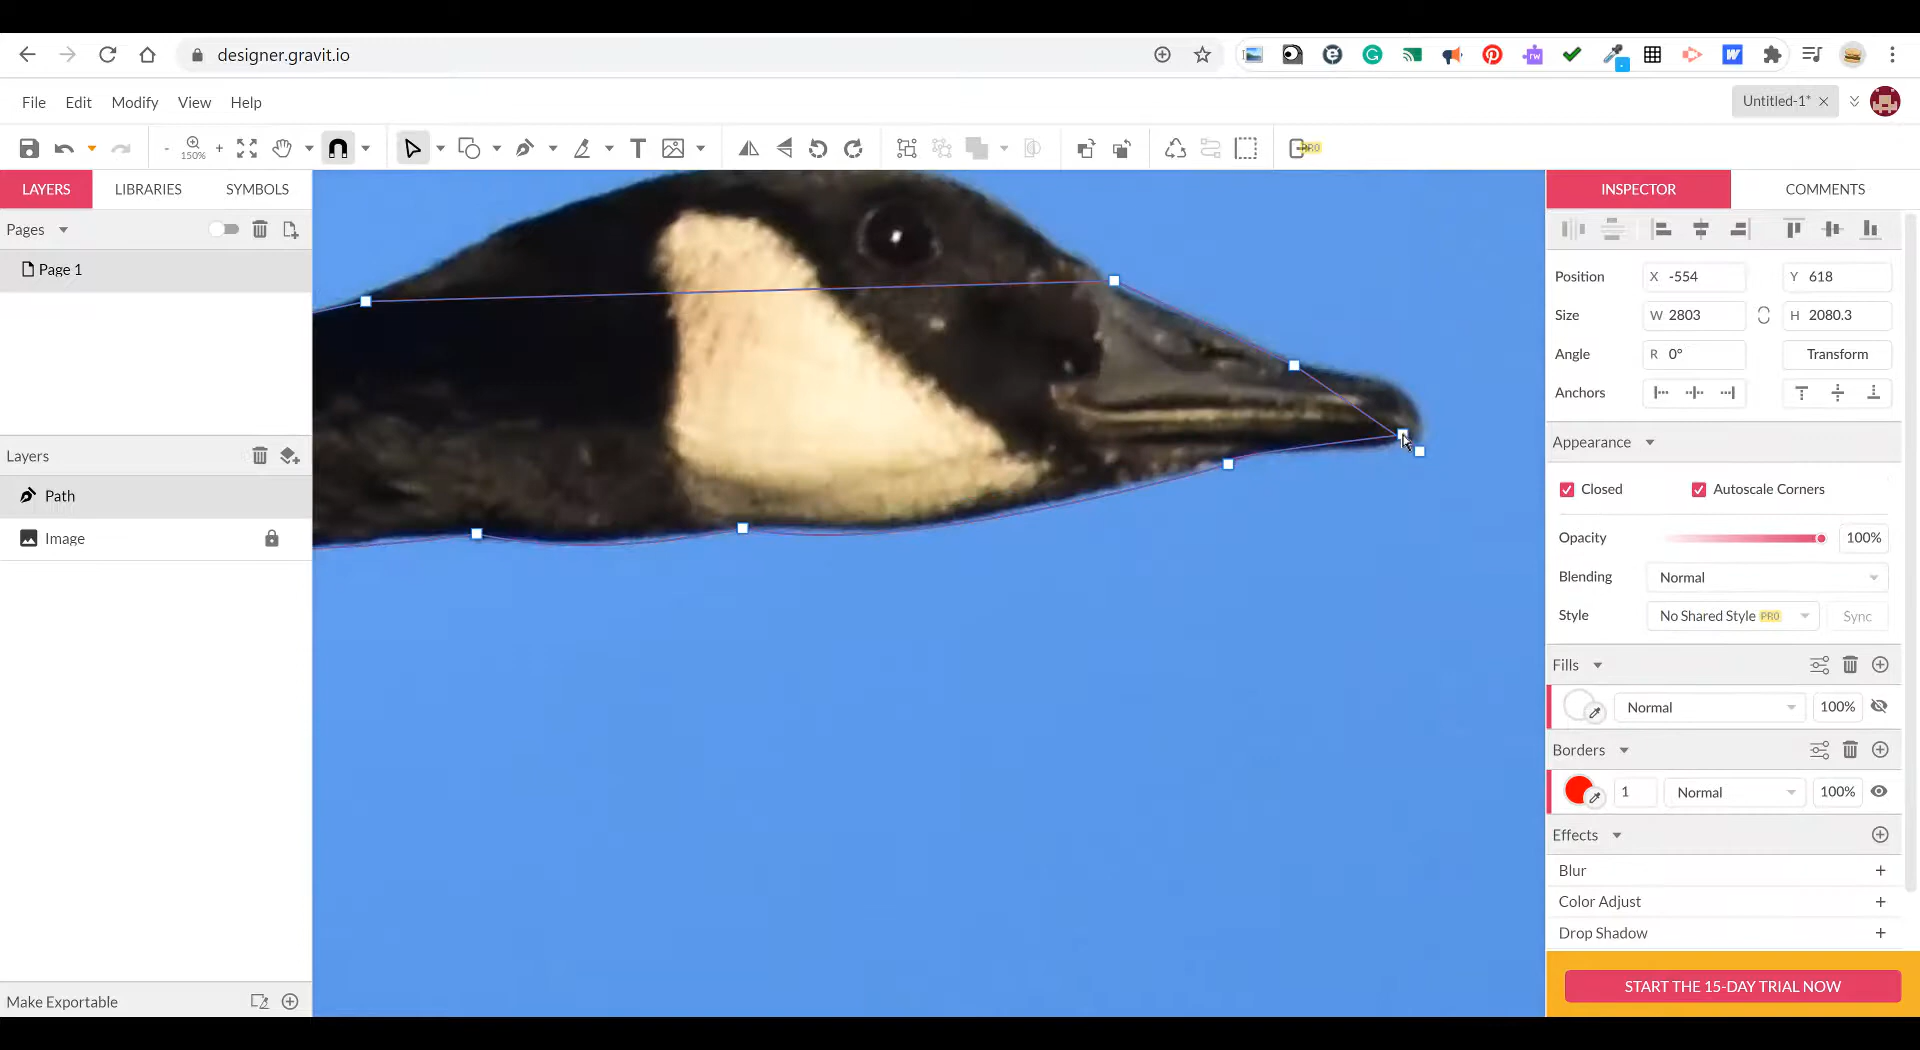 designer.gravit.io
File Edit Modify View Help
Untitled-1*
- 150% + T PRO
LAYERS LIBRARIES SYMBOLS
INSPECTOR COMMENTS
Pages
Page 1
Layers
Path
Image
Make Exportable
Position X -554 Y 618
Size W 2803 H 2080.3
Angle R 0° Transform
Anchors
Appearance
Closed Autoscale Corners
Opacity 100%
Blending Normal
Style No Shared Style PRO Sync
Fills
Normal 100%
Borders
1 Normal 100%
Effects
Blur +
Color Adjust +
Drop Shadow +
START THE 15-DAY TRIAL NOW